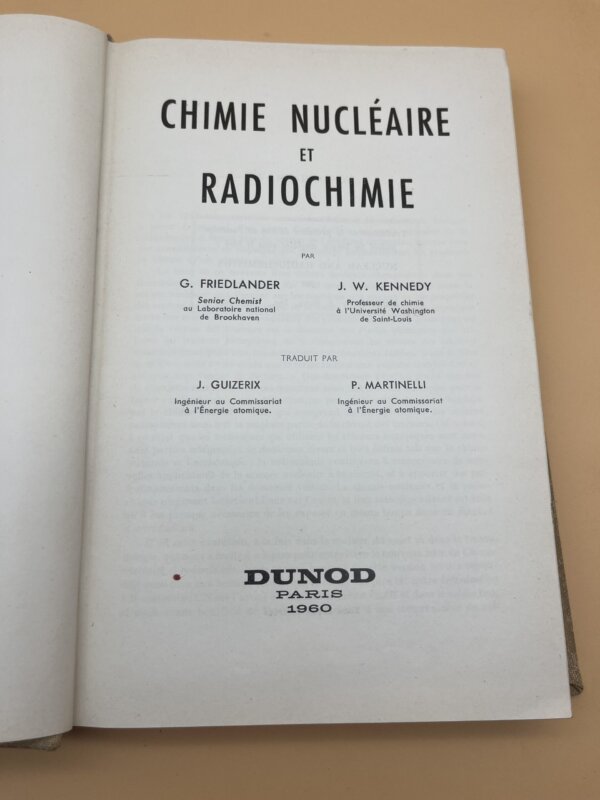 CHIMIE NUCLÉAIRE
ET
RADIOCHIMIE
PAR
G. FRIEDLANDER
Senior Chemist
au Laboratoire national
de Brookhaven
J. W. KENNEDY
Professeur de chimie
à l'Université Washington
de Saint-Louis
TRADUIT PAR
J. GUIZERIX
Ingénieur au Commissariat
à l'Énergie atomique.
P. MARTINELLI
Ingénieur au Commissariat
à l'Énergie atomique.
DUNOD
PARIS
1960